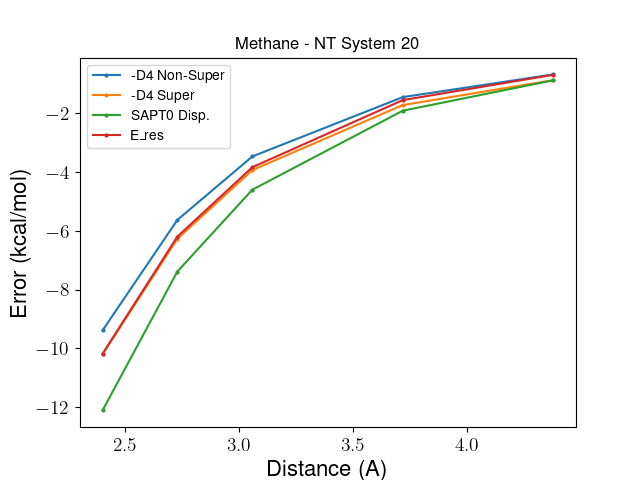 Methane - NT System 20
-D4 Non-Super
-D4 Super
SAPT0 Disp.
E_res
Error (kcal/mol)
−2
−4
−6
−8
−10
−12
2.5 3.0 3.5 4.0
Distance (A)